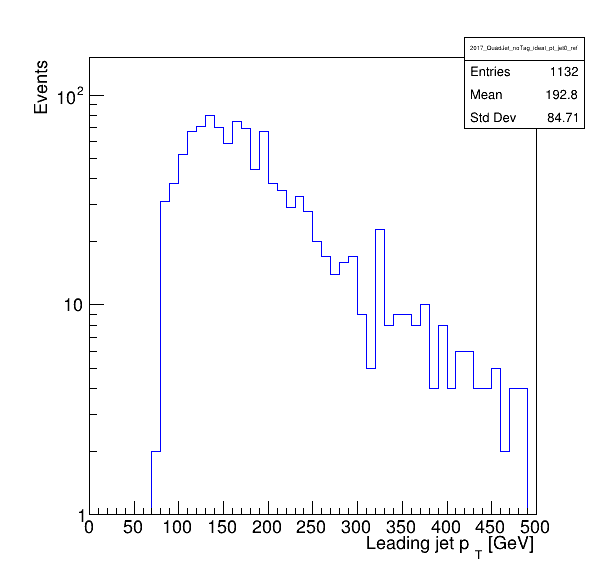 2017_QuadJet_noTag_ideal_pt_jet0_ref
Entries 1132
Mean 192.8
Std Dev 84.71
Events
10²
10
1
0 50 100 150 200 250 300 350 400 450 500
Leading jet p_T [GeV]